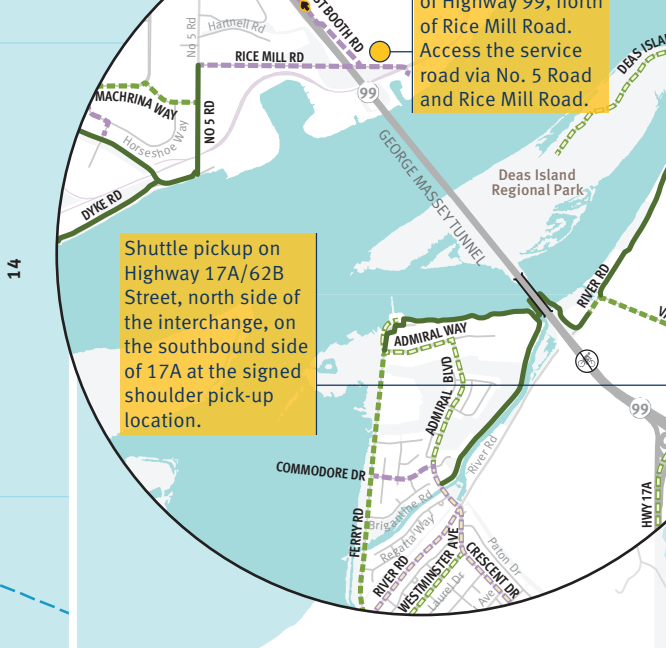 of Highway 99, north
of Rice Mill Road.
Access the service
road via No. 5 Road
and Rice Mill Road.
Hartnell Rd
No 5 Rd
ST BOOTH RD
RICE MILL RD
99
DEAS ISLA
MACHRINA WAY
Horseshoe Way
NO 5 RD
DYKE RD
GEORGE MASSEY TUNNEL
Deas Island
Regional Park
14
Shuttle pickup on
Highway 17A/62B
Street, north side of
the interchange, on
the southbound side
of 17A at the signed
shoulder pick-up
location.
RIVER RD
ADMIRAL WAY
ADMIRAL BLVD
99
River Rd
COMMODORE DR
HWY 17A
Brigantine Rd
FERRY RD
Regatta Way
RIVER RD
WESTMINSTER AVE
CRESCENT DR
Paton Dr
Laurel Dr
Ave